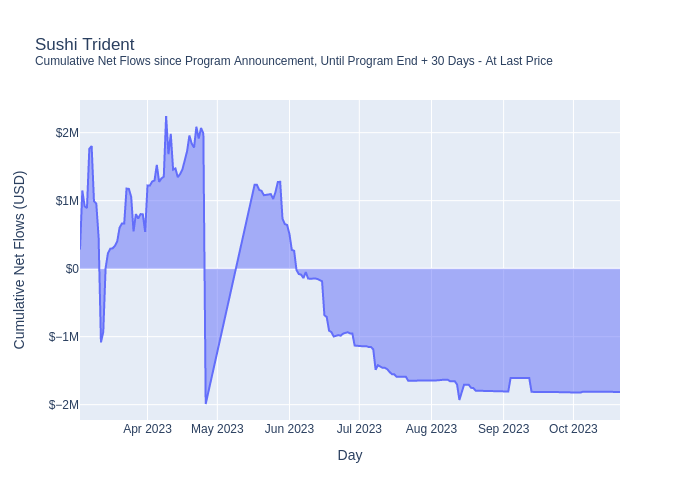 Sushi Trident
Cumulative Net Flows since Program Announcement, Until Program End + 30 Days - At Last Price
Cumulative Net Flows (USD)
$2M
$1M
$0
$−1M
$−2M
Apr 2023 May 2023 Jun 2023 Jul 2023 Aug 2023 Sep 2023 Oct 2023
Day